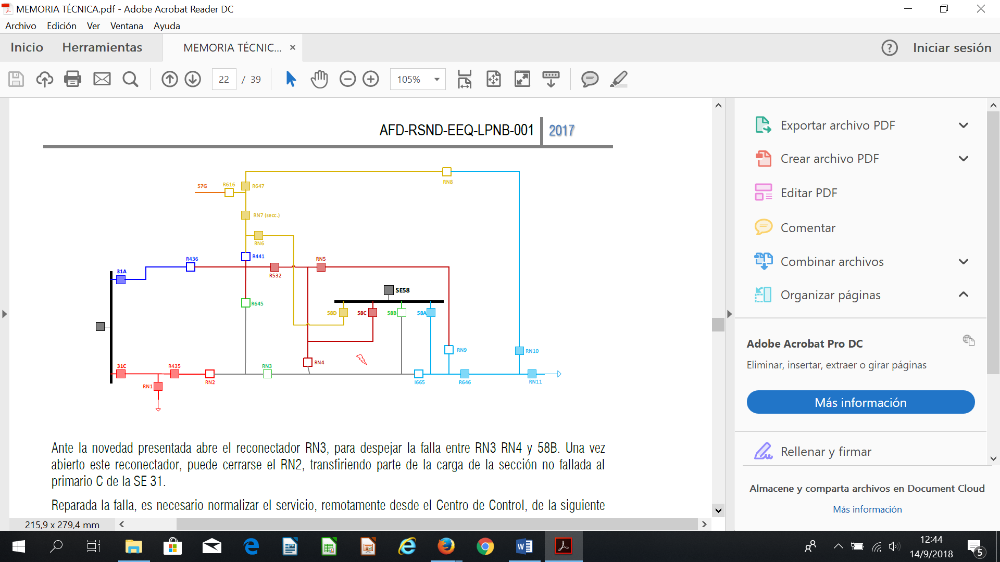 MEMORIA TÉCNICA.pdf - Adobe Acrobat Reader DC
Archivo Edición Ver Ventana Ayuda
Inicio Herramientas MEMORIA TÉCNIC... × Iniciar sesión
22 / 39 105%
AFD-RSND-EEQ-LPNB-001 2017
RN8
57G R616 R647
RN7 (secc.)
RN6
R441
R436 RN5
31A R532
SE58
R645
58D 58C 58B 58A
RN9 RN10
RN4
31C R435 RN3
RN1 RN2 I665 R646 RN11
Ante la novedad presentada abre el reconectador RN3, para despejar la falla entre RN3 RN4 y 58B. Una vez
abierto este reconectador, puede cerrarse el RN2, transfiriendo parte de la carga de la sección no fallada al
primario C de la SE 31.
Reparada la falla, es necesario normalizar el servicio, remotamente desde el Centro de Control, de la siguiente
215,9 x 279,4 mm
Exportar archivo PDF
Crear archivo PDF
Editar PDF
Comentar
Combinar archivos
Organizar páginas
Adobe Acrobat Pro DC
Eliminar, insertar, extraer o girar páginas
Más información
Rellenar y firmar
Almacene y comparta archivos en Document Cloud
Más información
12:44
14/9/2018
5